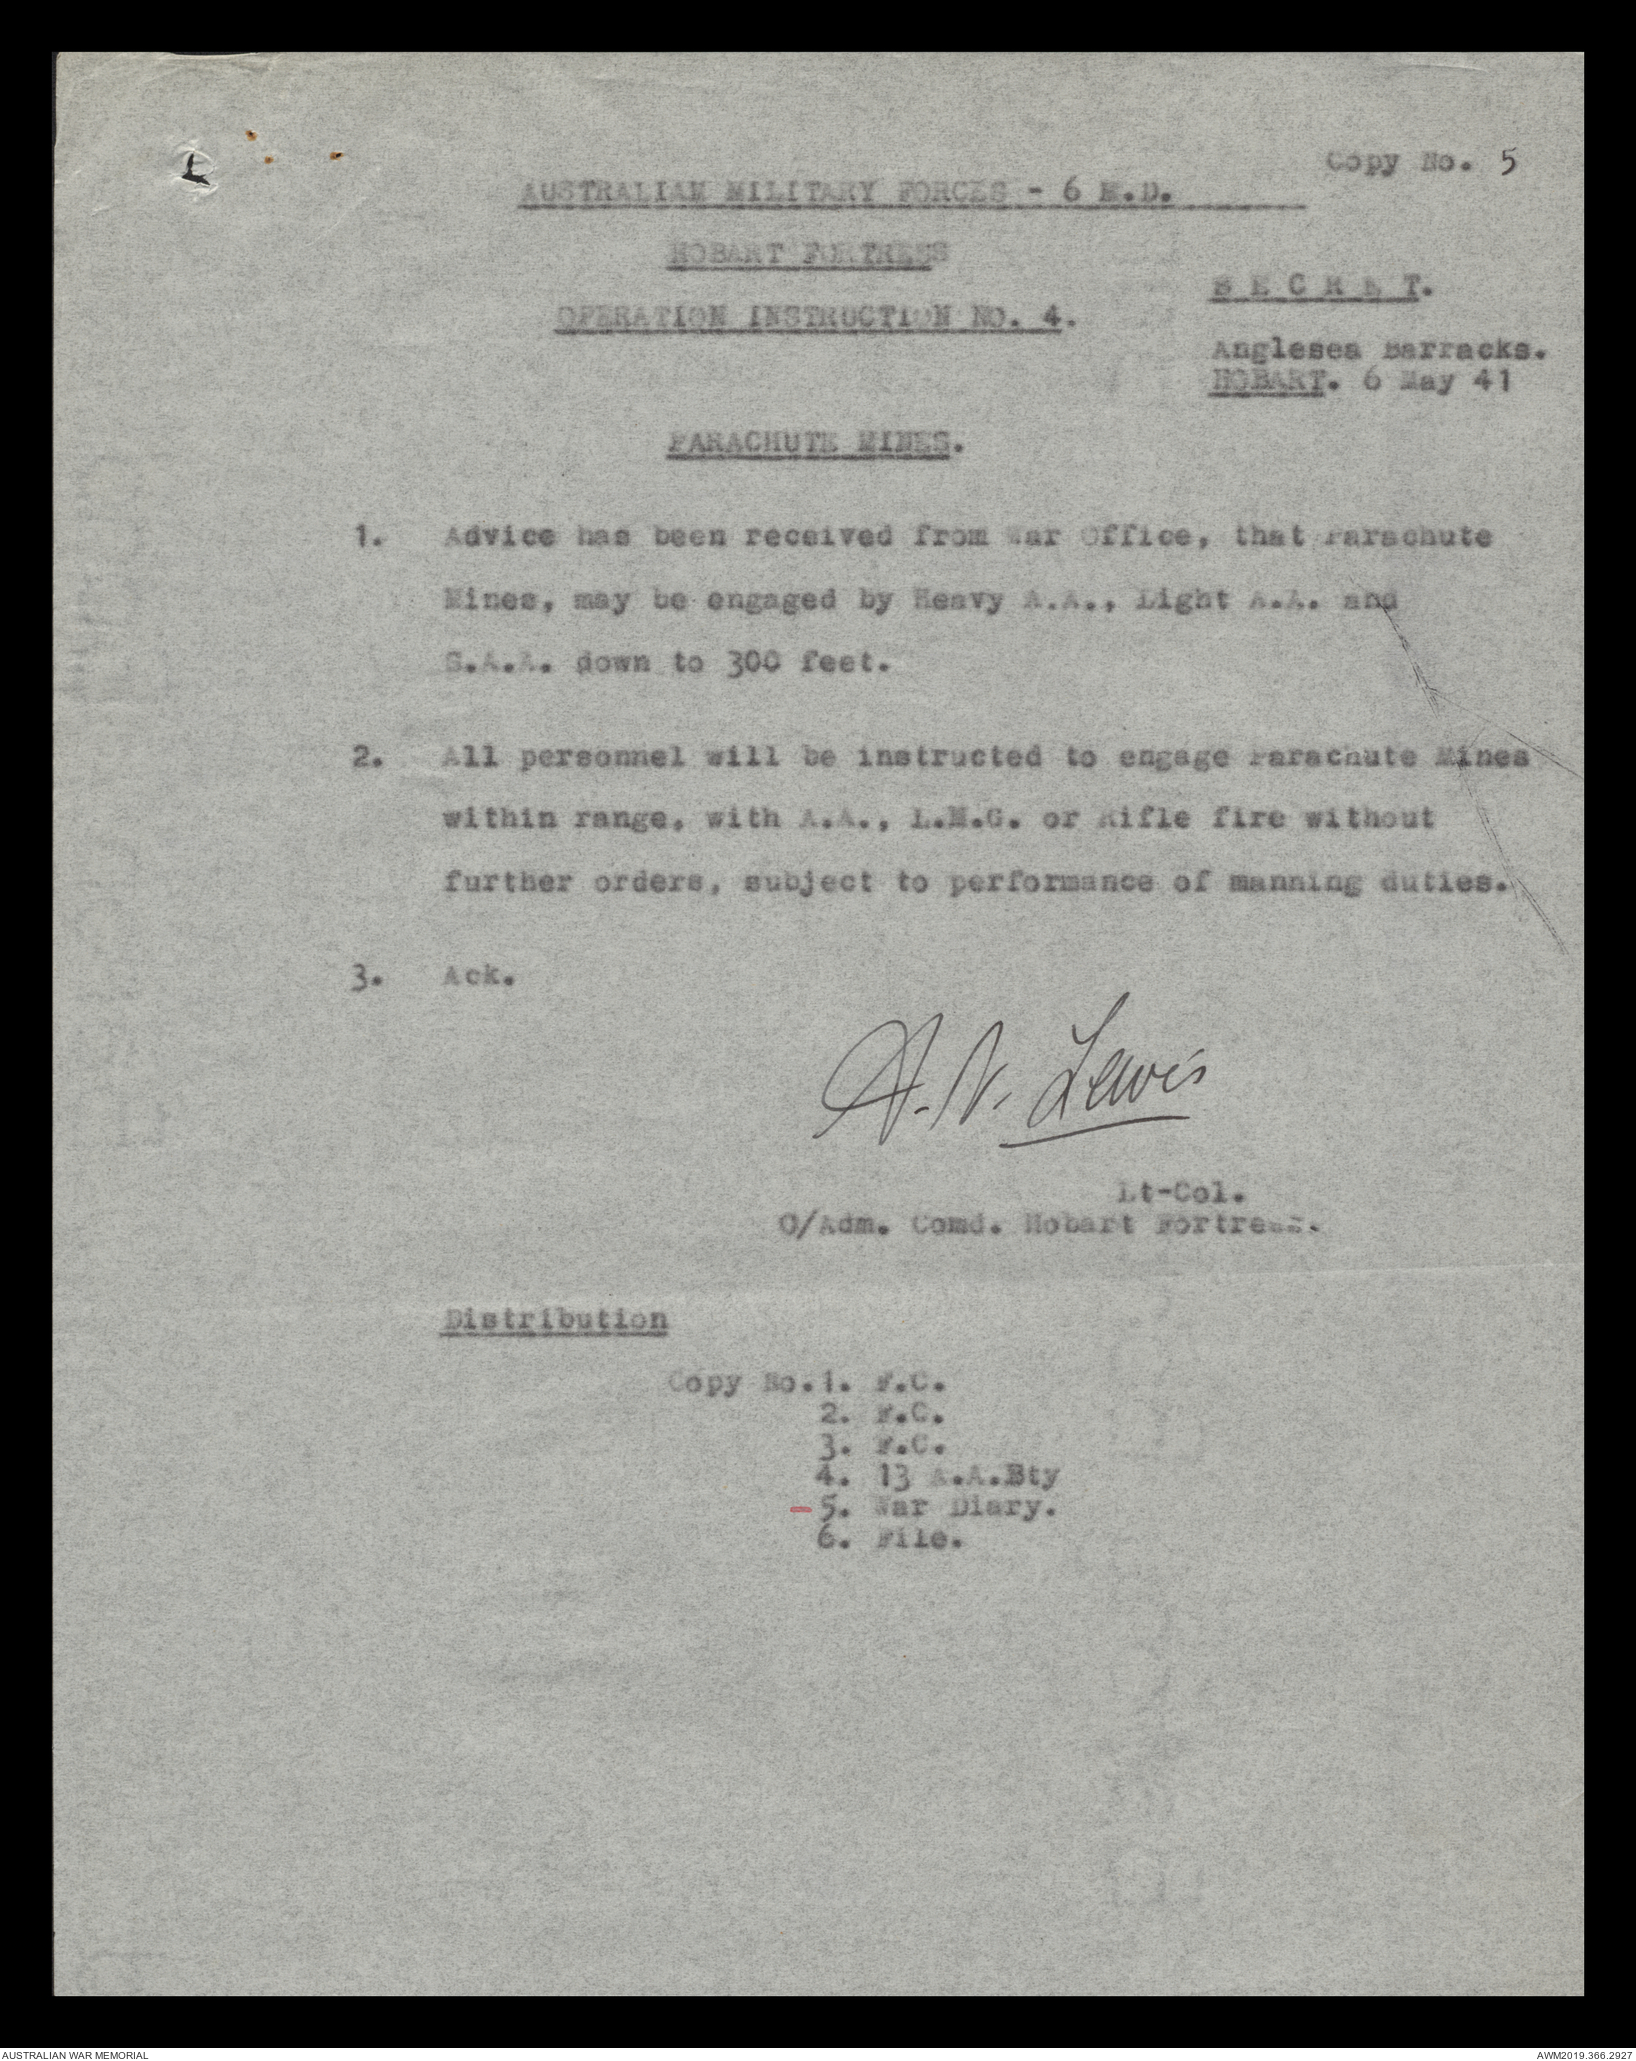 Copy No. 5
AUSTRALIAN MILITARY FORCES - 6 M.D.
HOBART FORTRESS
S E C R E T.
OPERATION INSTRUCTION NO. 4.
Anglesea Barracks.
HOBART. 6 May 41
PARACHUTE MINES.
1. Advice has been received from War Office, that Parachute
Mines, may be engaged by Heavy A.A., Light A.A. and
S.A.A. down to 300 feet.
2. All personnel will be instructed to engage Parachute Mines
within range, with A.A., L.M.G. or Rifle fire without
further orders, subject to performance of manning duties.
3. Ack.
A. N. Lewis
Lt-Col.
O/Adm. Comd. Hobart Fortress.
Distribution
Copy No.1. F.C.
2. F.C.
3. F.C.
4. 13 A.A.Bty
5. War Diary.
6. File.
AUSTRALIAN WAR MEMORIAL
AWM2019.366.2927